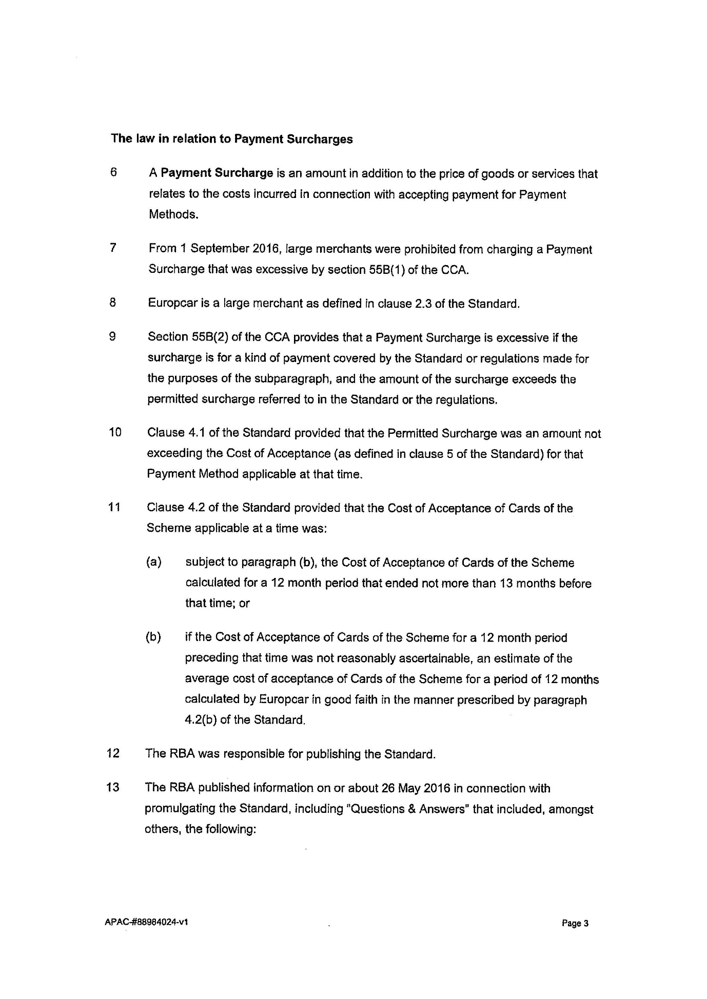 The law in relation to Payment Surcharges
6 A Payment Surcharge is an amount in addition to the price of goods or services that
relates to the costs incurred in connection with accepting payment for Payment
Methods.
7 From 1 September 2016, large merchants were prohibited from charging a Payment
Surcharge that was excessive by section 55B(1) of the CCA.
8 Europcar is a large merchant as defined in clause 2.3 of the Standard.
9 Section 55B(2) of the CCA provides that a Payment Surcharge is excessive if the
surcharge is for a kind of payment covered by the Standard or regulations made for
the purposes of the subparagraph, and the amount of the surcharge exceeds the
permitted surcharge referred to in the Standard or the regulations.
10 Clause 4.1 of the Standard provided that the Permitted Surcharge was an amount not
exceeding the Cost of Acceptance (as defined in clause 5 of the Standard) for that
Payment Method applicable at that time.
11 Clause 4.2 of the Standard provided that the Cost of Acceptance of Cards of the
Scheme applicable at a time was:
(a) subject to paragraph (b), the Cost of Acceptance of Cards of the Scheme
calculated for a 12 month period that ended not more than 13 months before
that time; or
(b) if the Cost of Acceptance of Cards of the Scheme for a 12 month period
preceding that time was not reasonably ascertainable, an estimate of the
average cost of acceptance of Cards of the Scheme for a period of 12 months
calculated by Europcar in good faith in the manner prescribed by paragraph
4.2(b) of the Standard.
12 The RBA was responsible for publishing the Standard.
13 The RBA published information on or about 26 May 2016 in connection with
promulgating the Standard, including "Questions & Answers" that included, amongst
others, the following:
APAC-#88984024-v1 Page 3